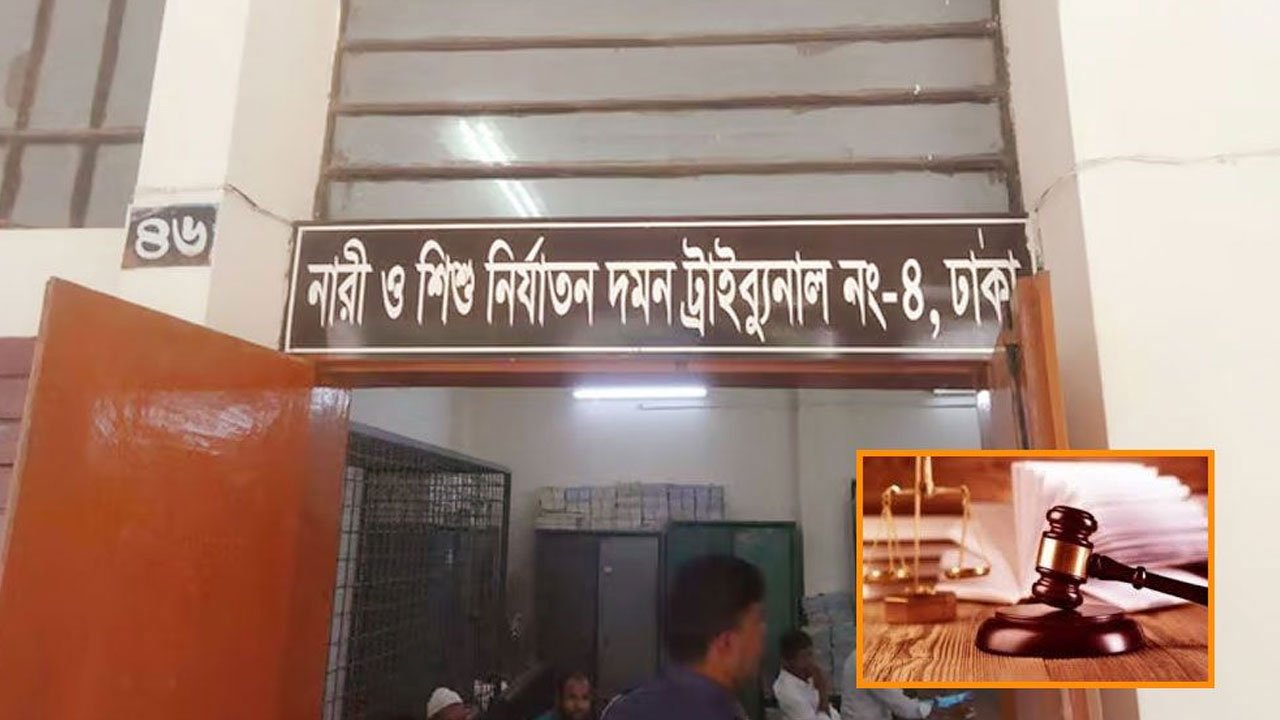 ৪৬
নারী ও শিশু নির্যাতন দমন ট্রাইব্যুনাল নং-৪, ঢাকা